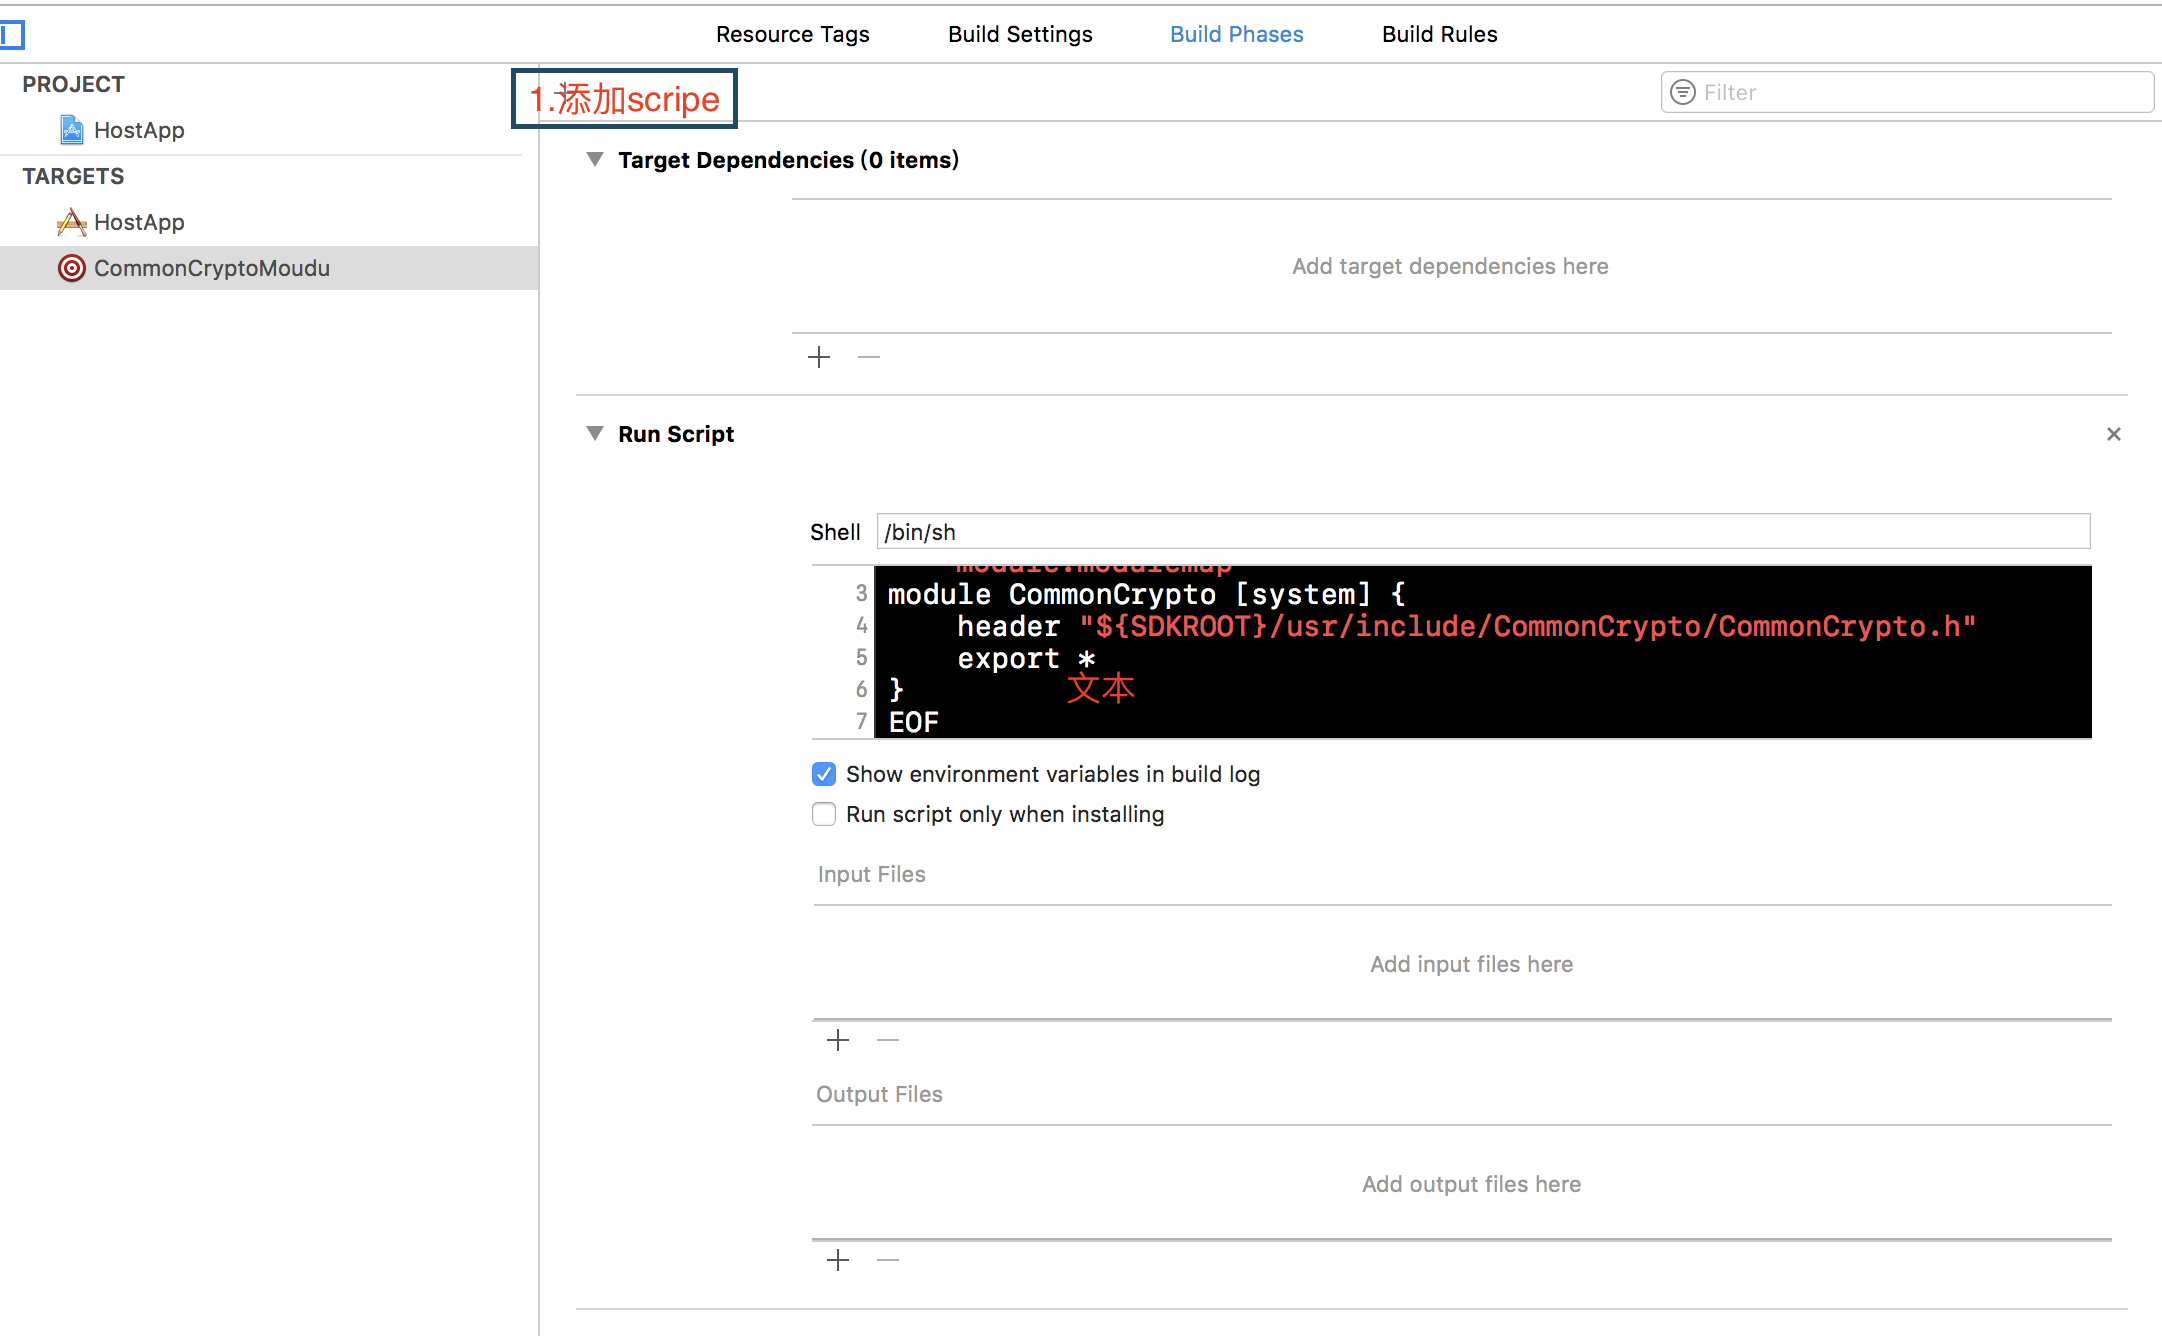 Resource Tags
Build Settings
Build Phases
Build Rules
PROJECT
HostApp
TARGETS
HostApp
CommonCryptoMoudu
1.添加scripe
Filter
Target Dependencies (0 items)
Add target dependencies here
Run Script
Shell /bin/sh
module.modulemap
3 module CommonCrypto [system] {
4 header "${SDKROOT}/usr/include/CommonCrypto/CommonCrypto.h"
5 export *
6 }
文本
7 EOF
Show environment variables in build log
Run script only when installing
Input Files
Add input files here
Output Files
Add output files here